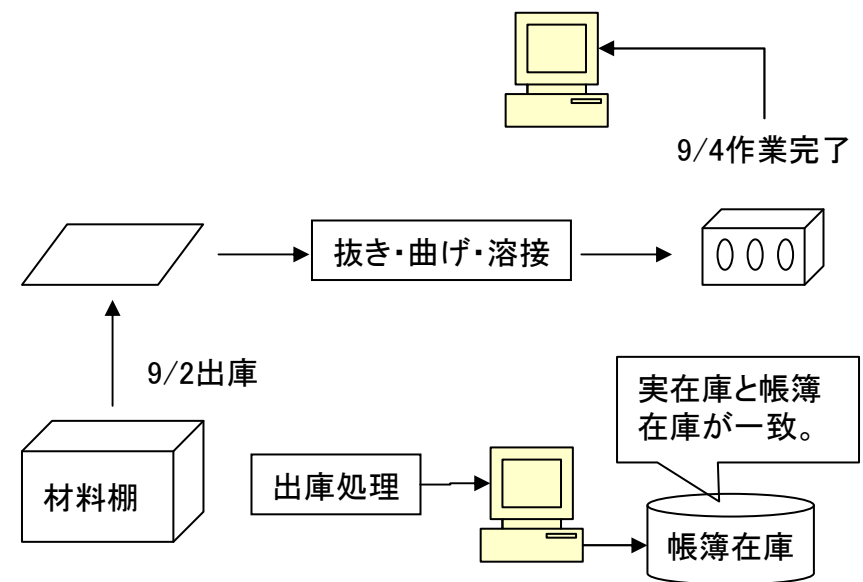 9/4作業完了
抜き・曲げ・溶接
9/2出庫
実在庫と帳簿
在庫が一致。
材料棚
出庫処理
帳簿在庫